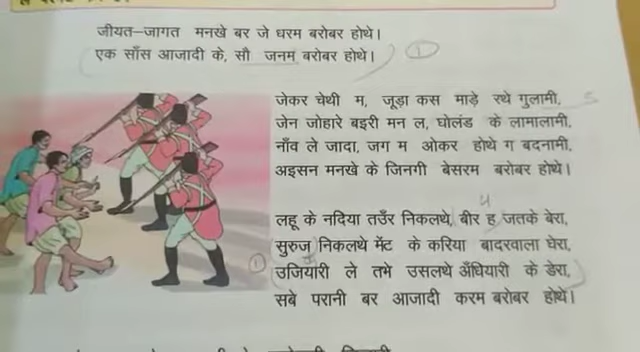 जीयत-जागत मनखे बर जे धरम बरोबर होथे।
एक साँस आजादी के, सौ जनम बरोबर होथे।
जेकर चेथी म, जूड़ा कस माड़े रथे गुलामी,
जेन जोहारे बइरी मन ल, घोलंड के लामालामी,
नाँव ले जादा, जग म ओकर होथे ग बदनामी,
अइसन मनखे के जिनगी बेसरम बरोबर होथे।
लहू के नदिया तउँर निकलथे, बीर ह जतके बेरा,
सुरुज निकलथे मेंट के करिया बादरवाला घेरा,
उजियारी ले तभे उसलथे अँधियारी के डेरा,
सबे परानी बर आजादी करम बरोबर होथे।